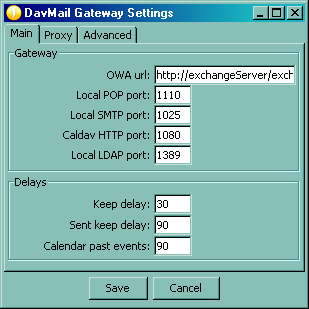 DavMail Gateway Settings
Main Proxy Advanced
Gateway
OWA url: http://exchangeServer/exch
Local POP port: 1110
Local SMTP port: 1025
Caldav HTTP port: 1080
Local LDAP port: 1389
Delays
Keep delay: 30
Sent keep delay: 90
Calendar past events: 90
Save Cancel